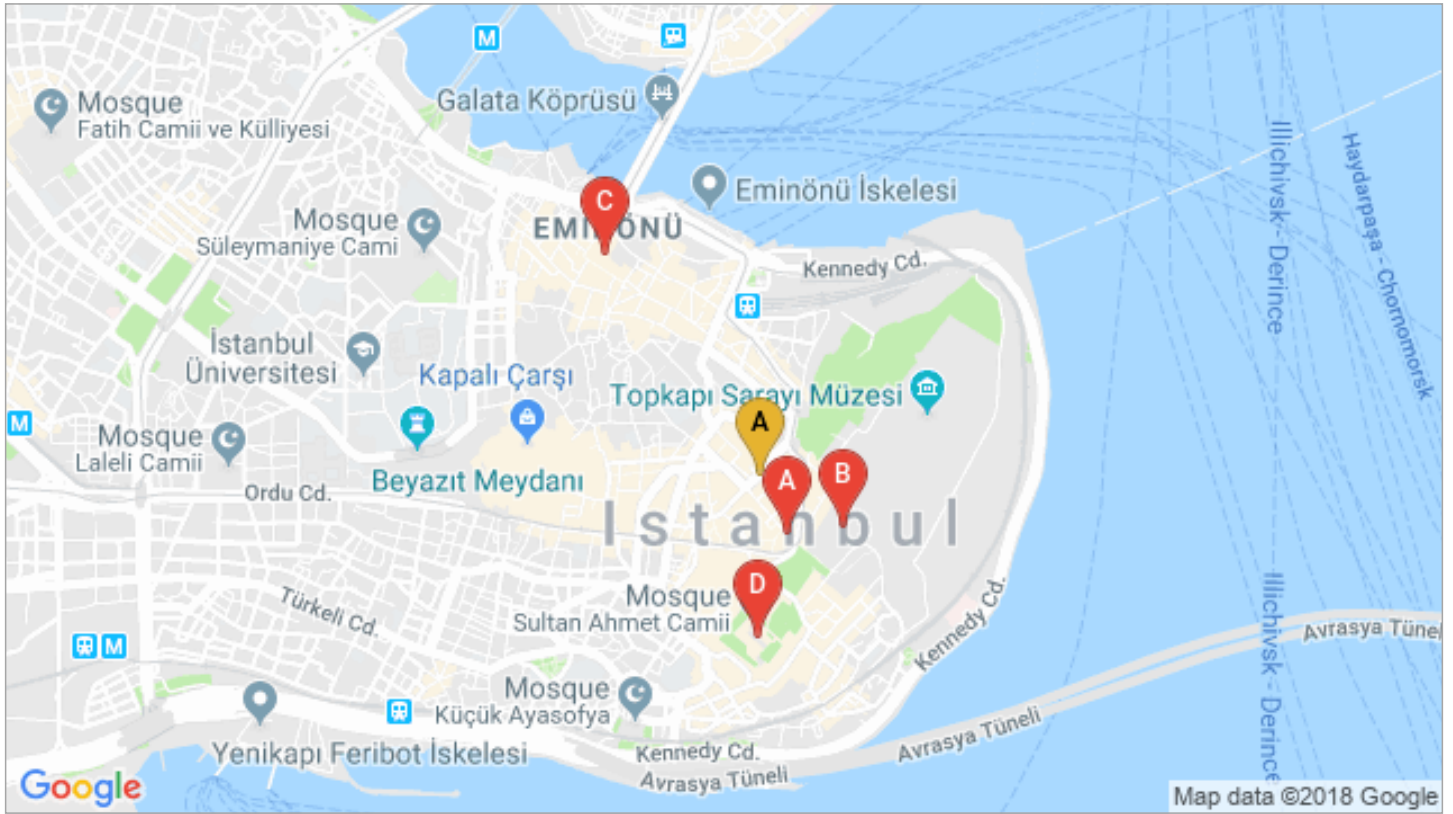 M
Galata Köprüsü
Mosque
Fatih Camii ve Külliyesi
Illichivsk - Derince
Haydarpaşa - Chornomorsk
C
Eminönü İskelesi
Mosque
Süleymaniye Cami
EMİNÖNÜ
Kennedy Cd.
İstanbul
Üniversitesi
Kapalı Çarşı
Topkapı Sarayı Müzesi
A
M
Mosque
Laleli Camii
Beyazıt Meydanı
Ordu Cd.
A
B
Istanbul
D
Mosque
Sultan Ahmet Camii
Türkeli Cd.
Kennedy Cd.
Illichivsk - Derince
Avrasya Tünel
M
Mosque
Küçük Ayasofya
Yenikapı Feribot İskelesi
Kennedy Cd.
Avrasya Tüneli
Avrasya Tüneli
Google
Map data ©2018 Google